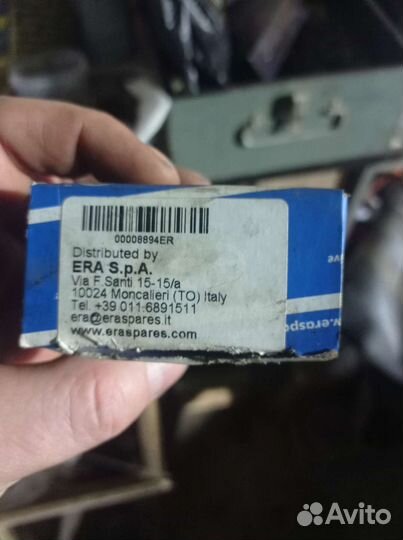 00008894ER
Distributed by
ERA S.p.A.
Via F.Santi 15-15/a
10024 Moncalieri (TO) Italy
Tel. +39 011.6891511
era@eraspares.it
www.eraspares.com
Avito